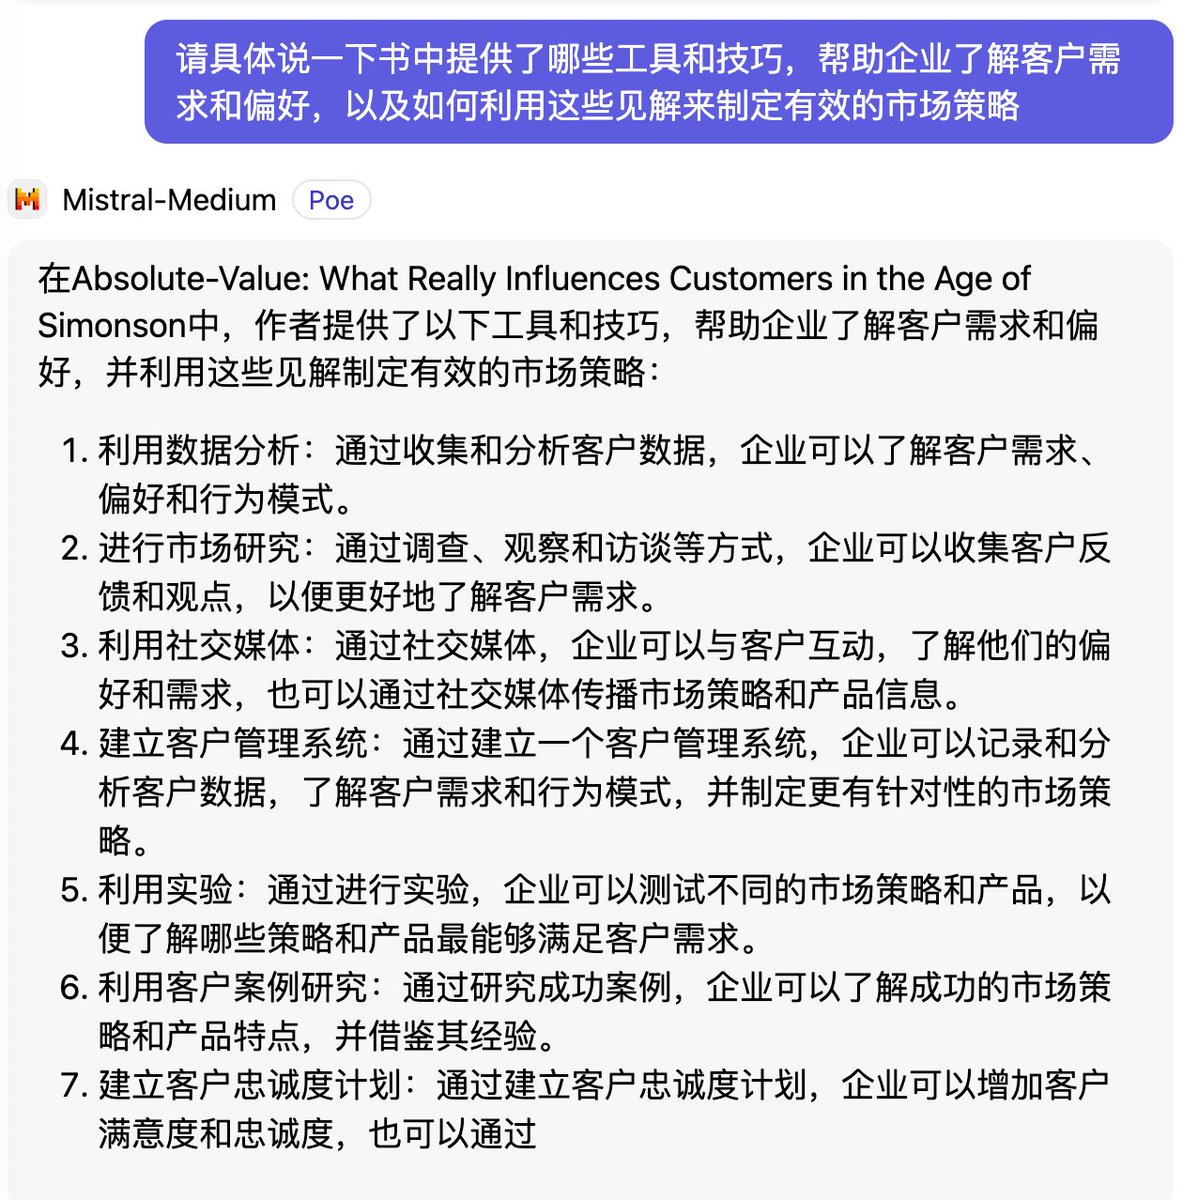 请具体说一下书中提供了哪些工具和技巧，帮助企业了解客户需
求和偏好，以及如何利用这些见解来制定有效的市场策略
Mistral-Medium Poe
在Absolute-Value: What Really Influences Customers in the Age of
Simonson中，作者提供了以下工具和技巧，帮助企业了解客户需求和偏
好，并利用这些见解制定有效的市场策略：
1. 利用数据分析：通过收集和分析客户数据，企业可以了解客户需求、
偏好和行为模式。
2. 进行市场研究：通过调查、观察和访谈等方式，企业可以收集客户反
馈和观点，以便更好地了解客户需求。
3. 利用社交媒体：通过社交媒体，企业可以与客户互动，了解他们的偏
好和需求，也可以通过社交媒体传播市场策略和产品信息。
4. 建立客户管理系统：通过建立一个客户管理系统，企业可以记录和分
析客户数据，了解客户需求和行为模式，并制定更有针对性的市场策
略。
5. 利用实验：通过进行实验，企业可以测试不同的市场策略和产品，以
便了解哪些策略和产品最能够满足客户需求。
6. 利用客户案例研究：通过研究成功案例，企业可以了解成功的市场策
略和产品特点，并借鉴其经验。
7. 建立客户忠诚度计划：通过建立客户忠诚度计划，企业可以增加客户
满意度和忠诚度，也可以通过